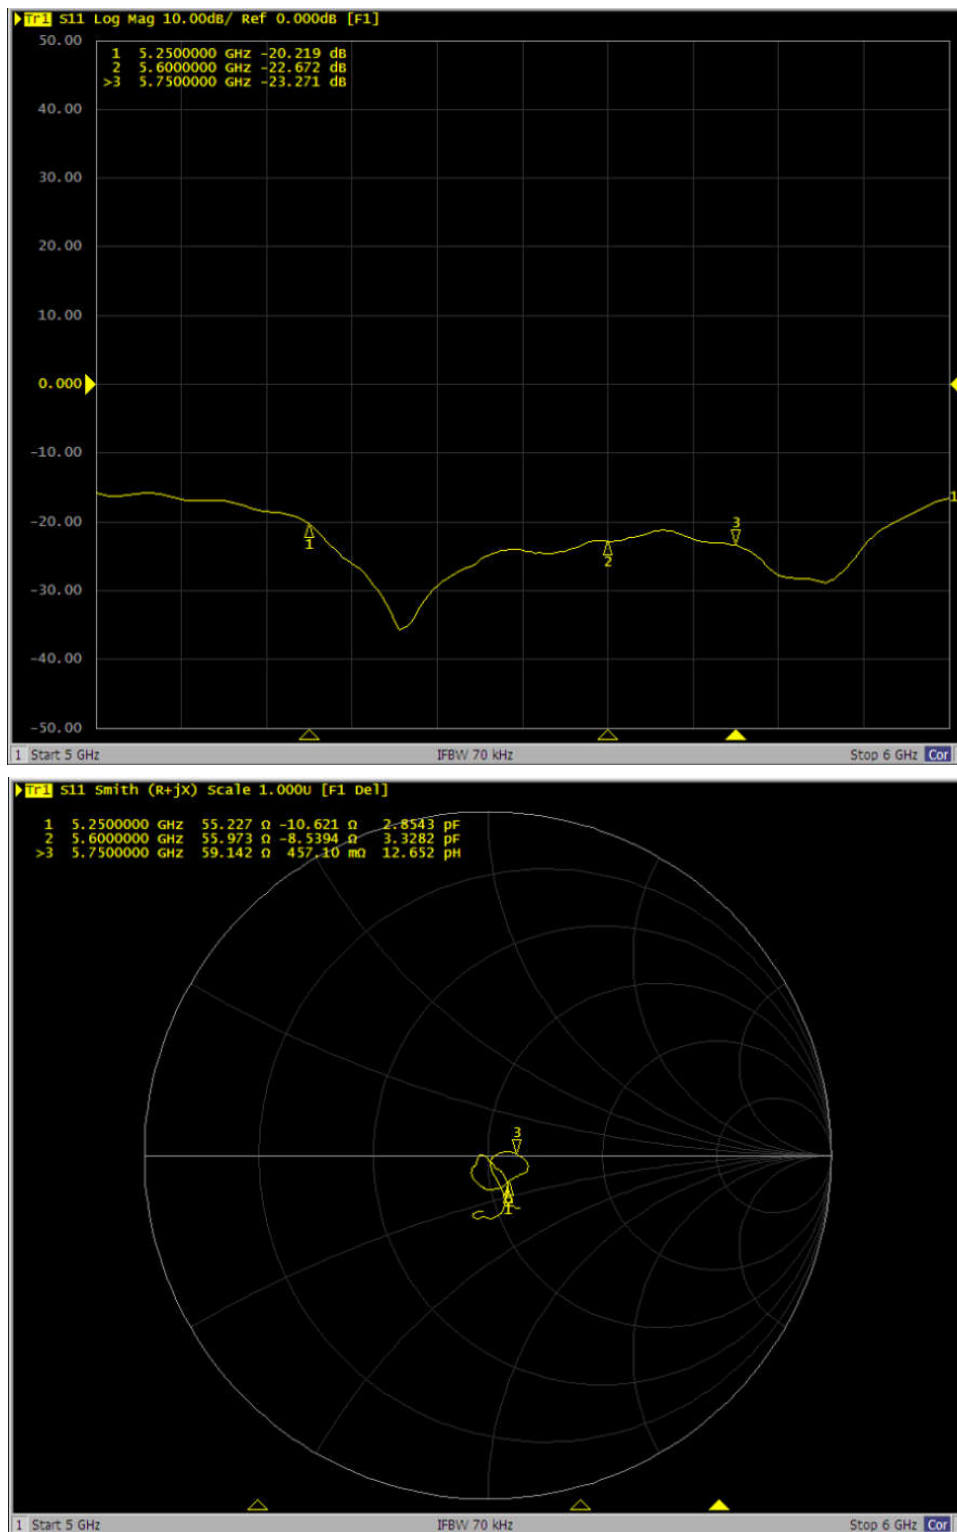 Tr1 S11 Log Mag 10.00dB/ Ref 0.000dB [F1]
50.00
1 5.2500000 GHz -20.219 dB
2 5.6000000 GHz -22.672 dB
>3 5.7500000 GHz -23.271 dB
40.00
30.00
20.00
10.00
0.000
-10.00
-20.00
1
3
1
2
-30.00
-40.00
-50.00
1 Start 5 GHz IFBW 70 kHz Stop 6 GHz Cor
Tr1 S11 Smith (R+jX) Scale 1.000U [F1 Del]
1 5.2500000 GHz 55.227 Ω -10.621 Ω 2.8543 pF
2 5.6000000 GHz 55.973 Ω -8.5394 Ω 3.3282 pF
>3 5.7500000 GHz 59.142 Ω 457.10 mΩ 12.652 pH
3
1
1 Start 5 GHz IFBW 70 kHz Stop 6 GHz Cor